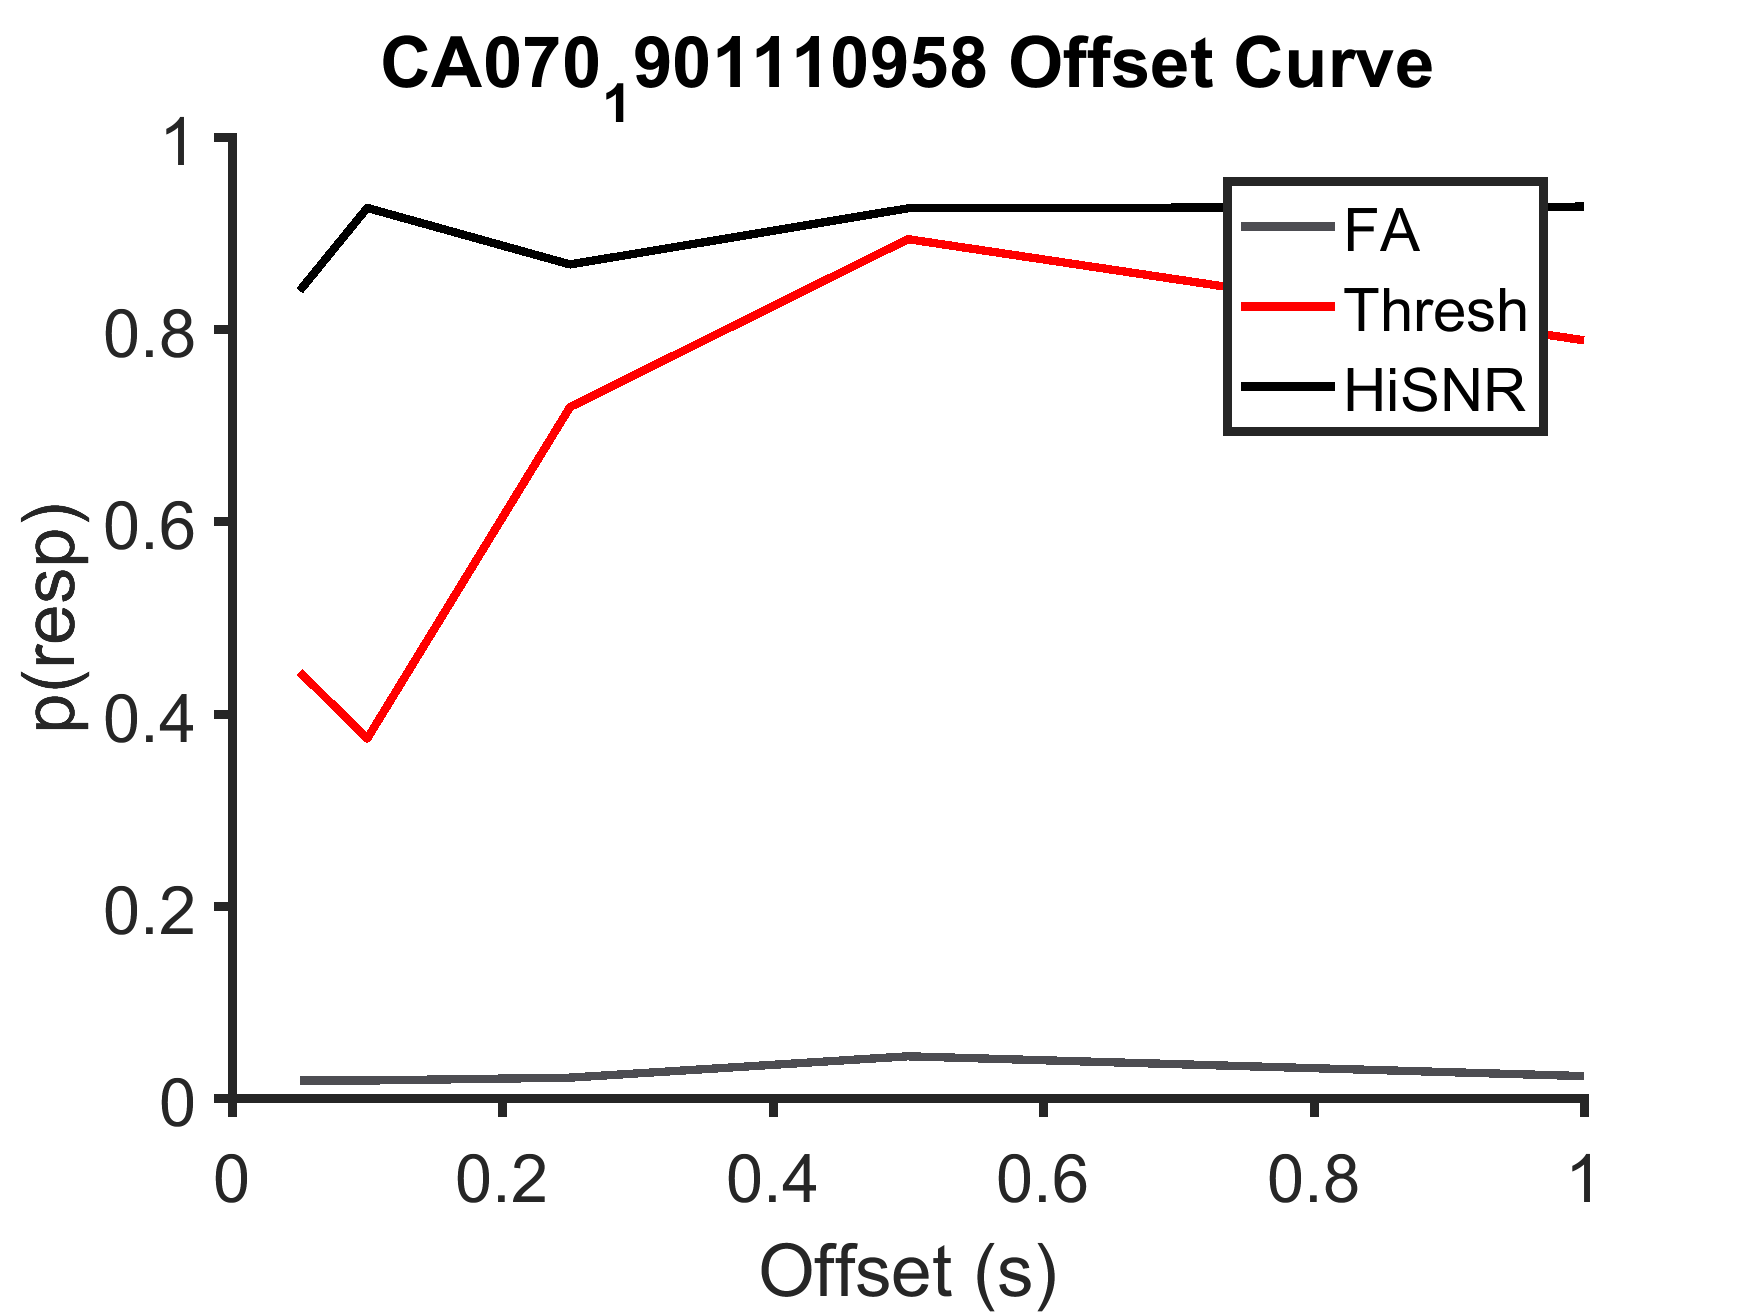 CA070₁901110958 Offset Curve
1
0.8
0.6
0.4
0.2
0
p(resp)
FA
Thresh
HiSNR
0 0.2 0.4 0.6 0.8 1
Offset (s)